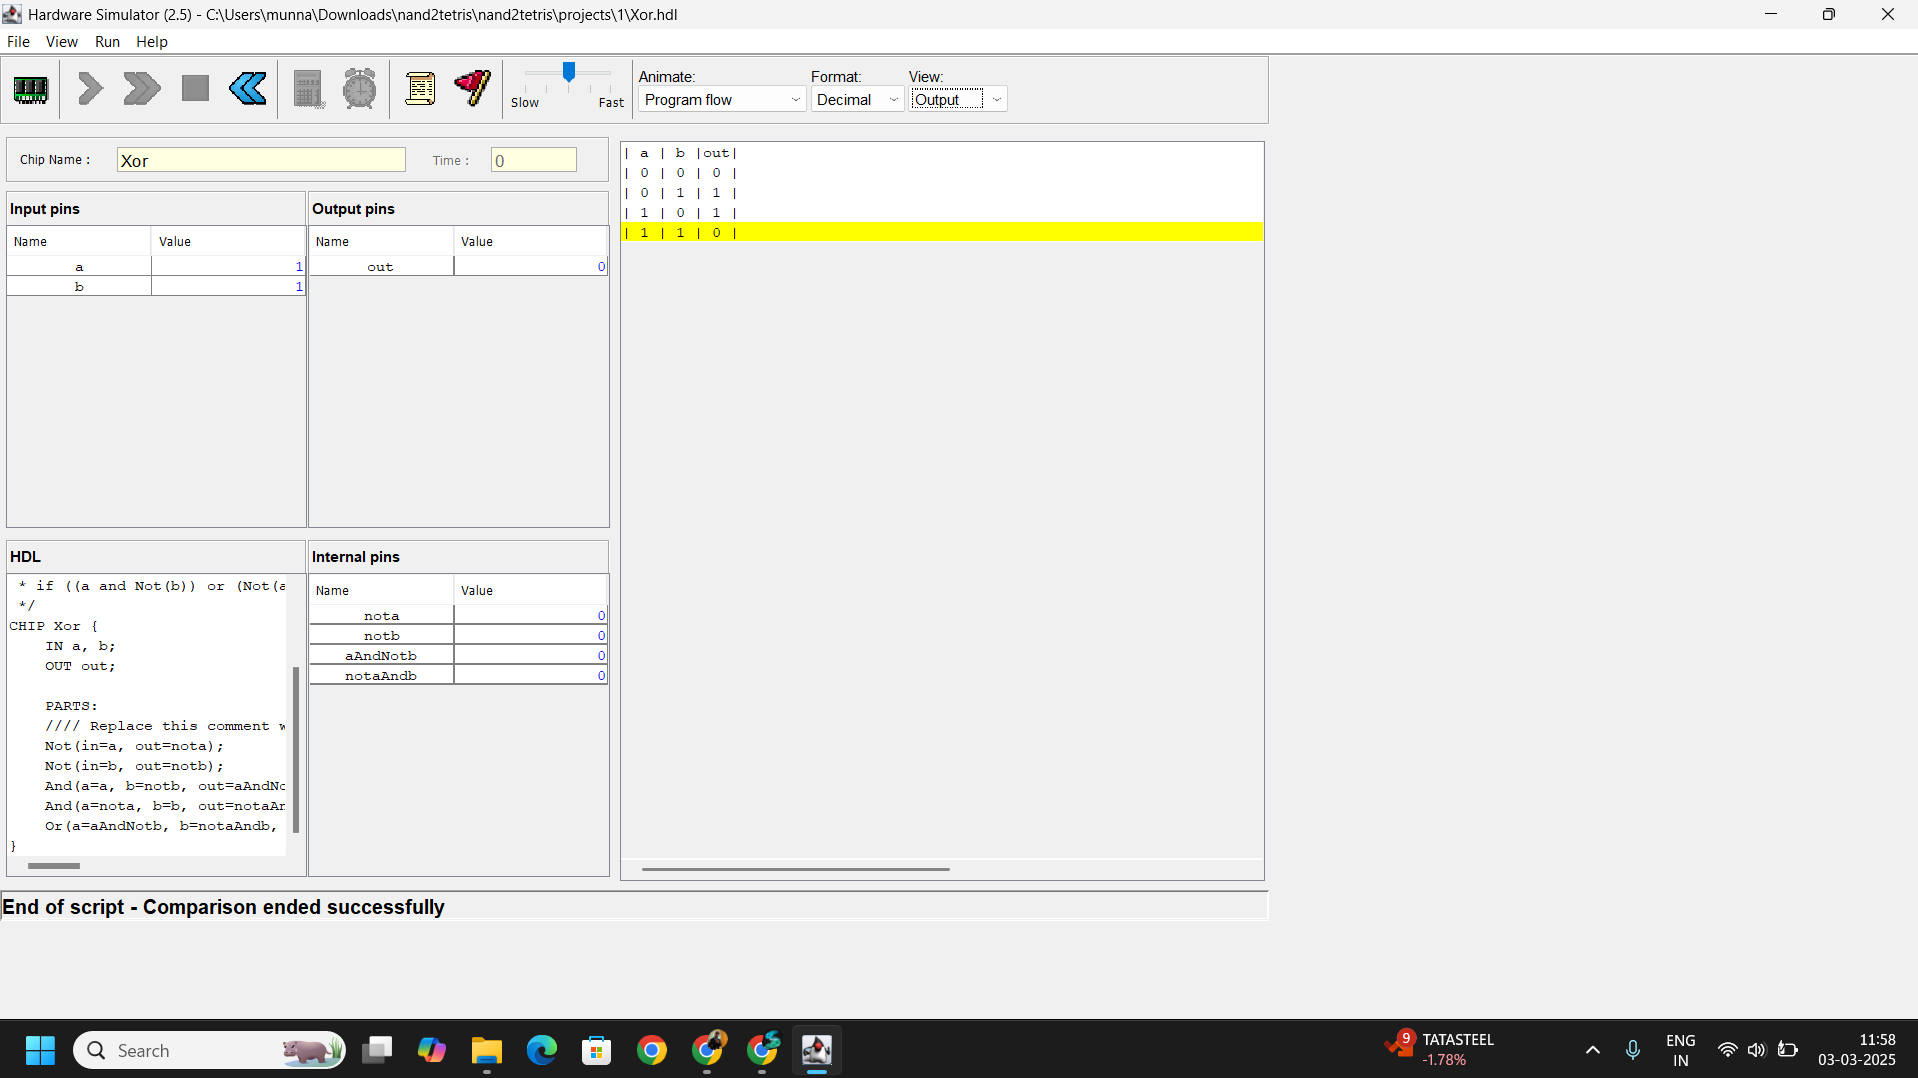 Hardware Simulator (2.5) - C:\Users\munna\Downloads\nand2tetris\nand2tetris\projects\1\Xor.hdl
File View Run Help
Slow Fast
Animate: Format: View:
Program flow Decimal Output
Chip Name : Xor Time : 0
| a | b |out|
| 0 | 0 | 0 |
| 0 | 1 | 1 |
| 1 | 0 | 1 |
| 1 | 1 | 0 |
Input pins
Name Value
a 1
b 1
Output pins
Name Value
out 0
HDL
* if ((a and Not(b)) or (Not(a
*/
CHIP Xor {
IN a, b;
OUT out;
PARTS:
//// Replace this comment w
Not(in=a, out=nota);
Not(in=b, out=notb);
And(a=a, b=notb, out=aAndNo
And(a=nota, b=b, out=notaAn
Or(a=aAndNotb, b=notaAndb,
}
Internal pins
Name Value
nota 0
notb 0
aAndNotb 0
notaAndb 0
End of script - Comparison ended successfully
Search
9
TATASTEEL
-1.78%
ENG
IN
11:58
03-03-2025